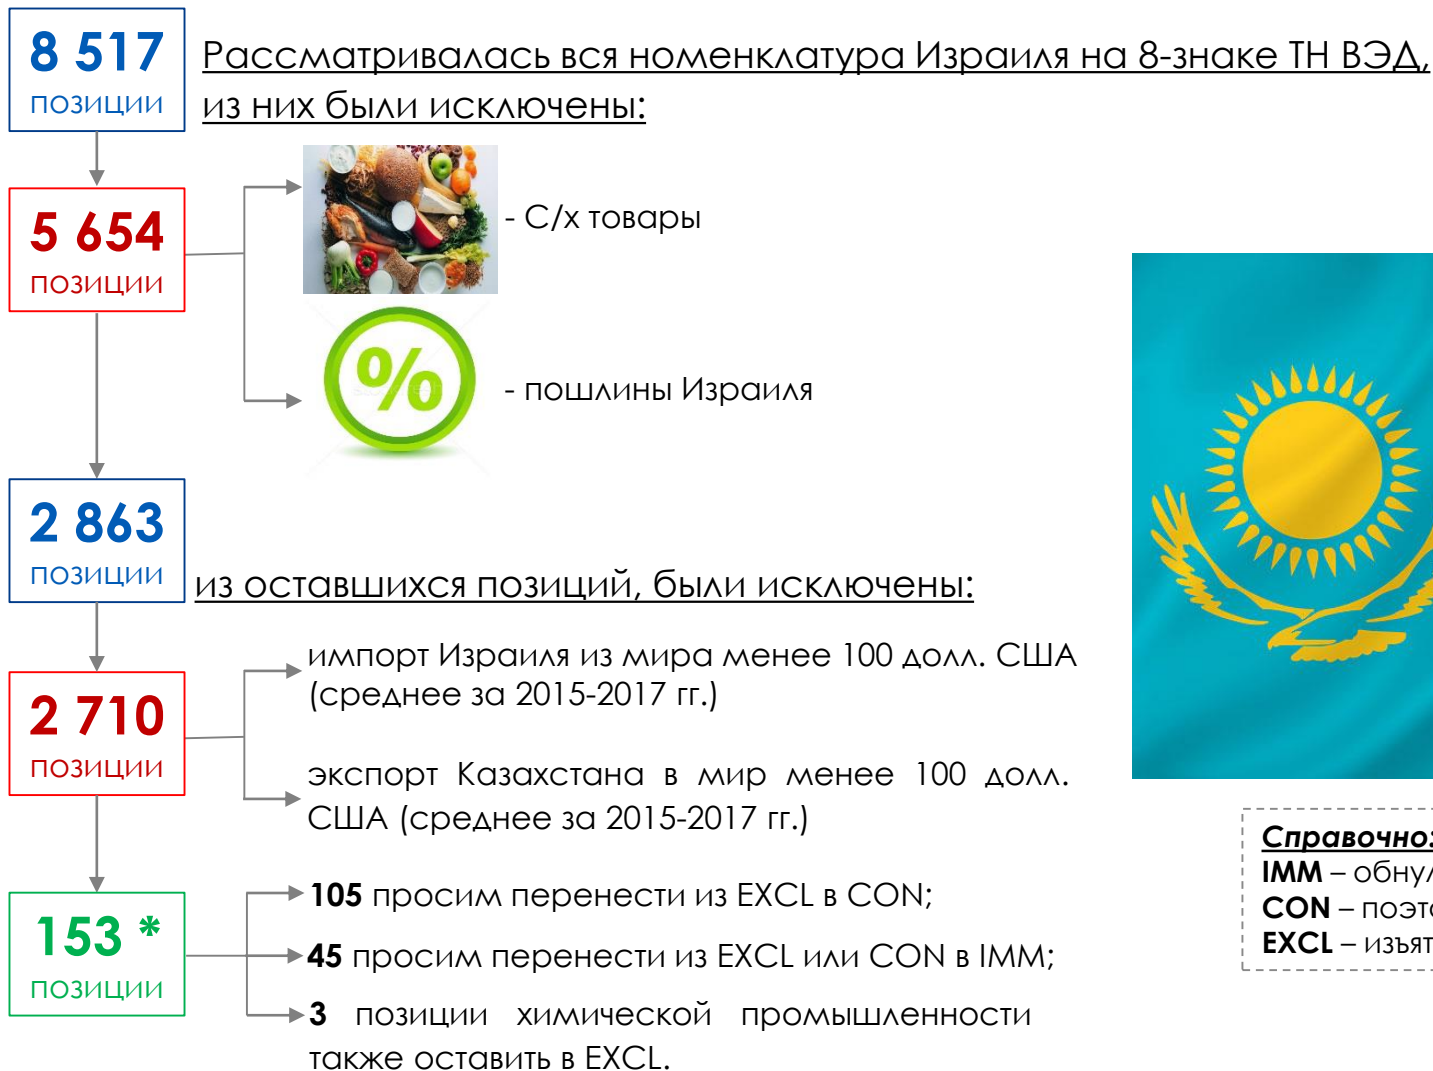 8 517
позиции
Рассматривалась вся номенклатура Израиля на 8-знаке ТН ВЭД,
из них были исключены:
5 654
позиции
- С/х товары
%
- пошлины Израиля
2 863
позиции
из оставшихся позиций, были исключены:
2 710
позиции
импорт Израиля из мира менее 100 долл. США
(среднее за 2015-2017 гг.)
экспорт Казахстана в мир менее 100 долл.
США (среднее за 2015-2017 гг.)
153 *
позиции
105 просим перенести из EXCL в CON;
45 просим перенести из EXCL или CON в IMM;
3 позиции химической промышленности
также оставить в EXCL.
Справочно:
IMM – обнул
CON – поэта
EXCL – изъят